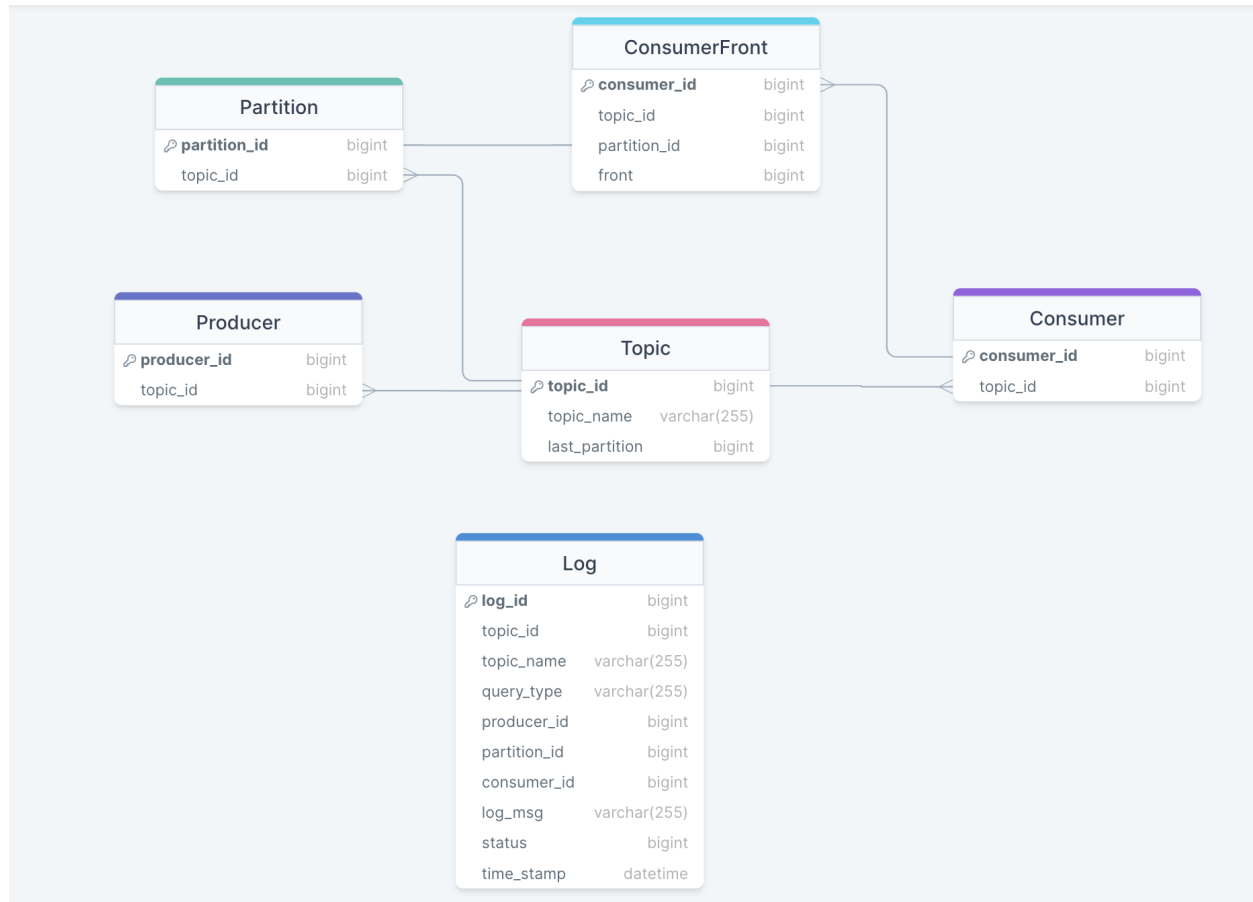 ConsumerFront
consumer_id bigint
topic_id bigint
partition_id bigint
front bigint
Partition
partition_id bigint
topic_id bigint
Producer
producer_id bigint
topic_id bigint
Topic
topic_id bigint
topic_name varchar(255)
last_partition bigint
Consumer
consumer_id bigint
topic_id bigint
Log
log_id bigint
topic_id bigint
topic_name varchar(255)
query_type varchar(255)
producer_id bigint
partition_id bigint
consumer_id bigint
log_msg varchar(255)
status bigint
time_stamp datetime